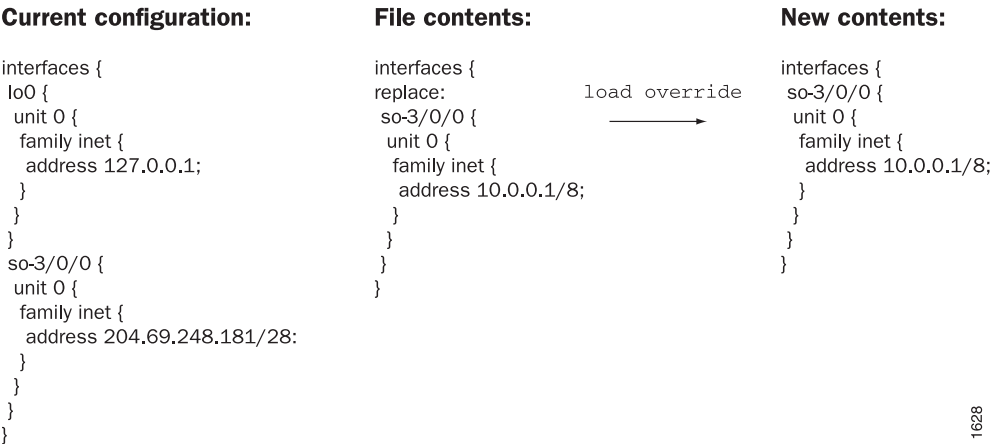 Current configuration:
interfaces {
lo0 {
unit 0 {
family inet {
address 127.0.0.1;
}
}
}
so-3/0/0 {
unit 0 {
family inet {
address 204.69.248.181/28:
}
}
}
}
File contents:
interfaces {
replace:
so-3/0/0 {
unit 0 {
family inet {
address 10.0.0.1/8;
}
}
}
}
load override
New contents:
interfaces {
so-3/0/0 {
unit 0 {
family inet {
address 10.0.0.1/8;
}
}
}
}
1628